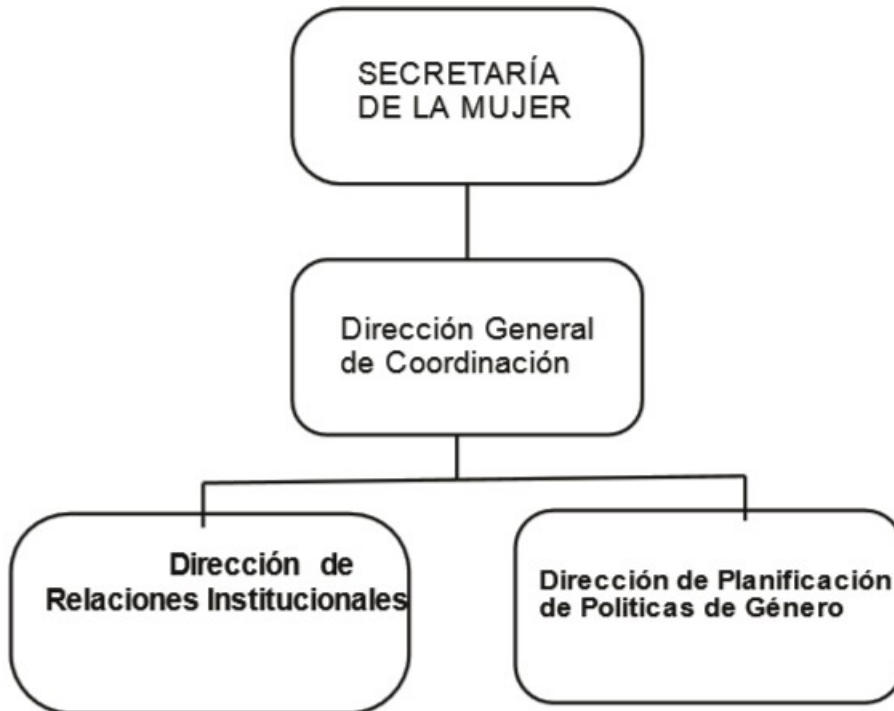 SECRETARÍA
DE LA MUJER
Dirección General
de Coordinación
Dirección de
Relaciones Institucionales
Dirección de Planificación
de Politicas de Género